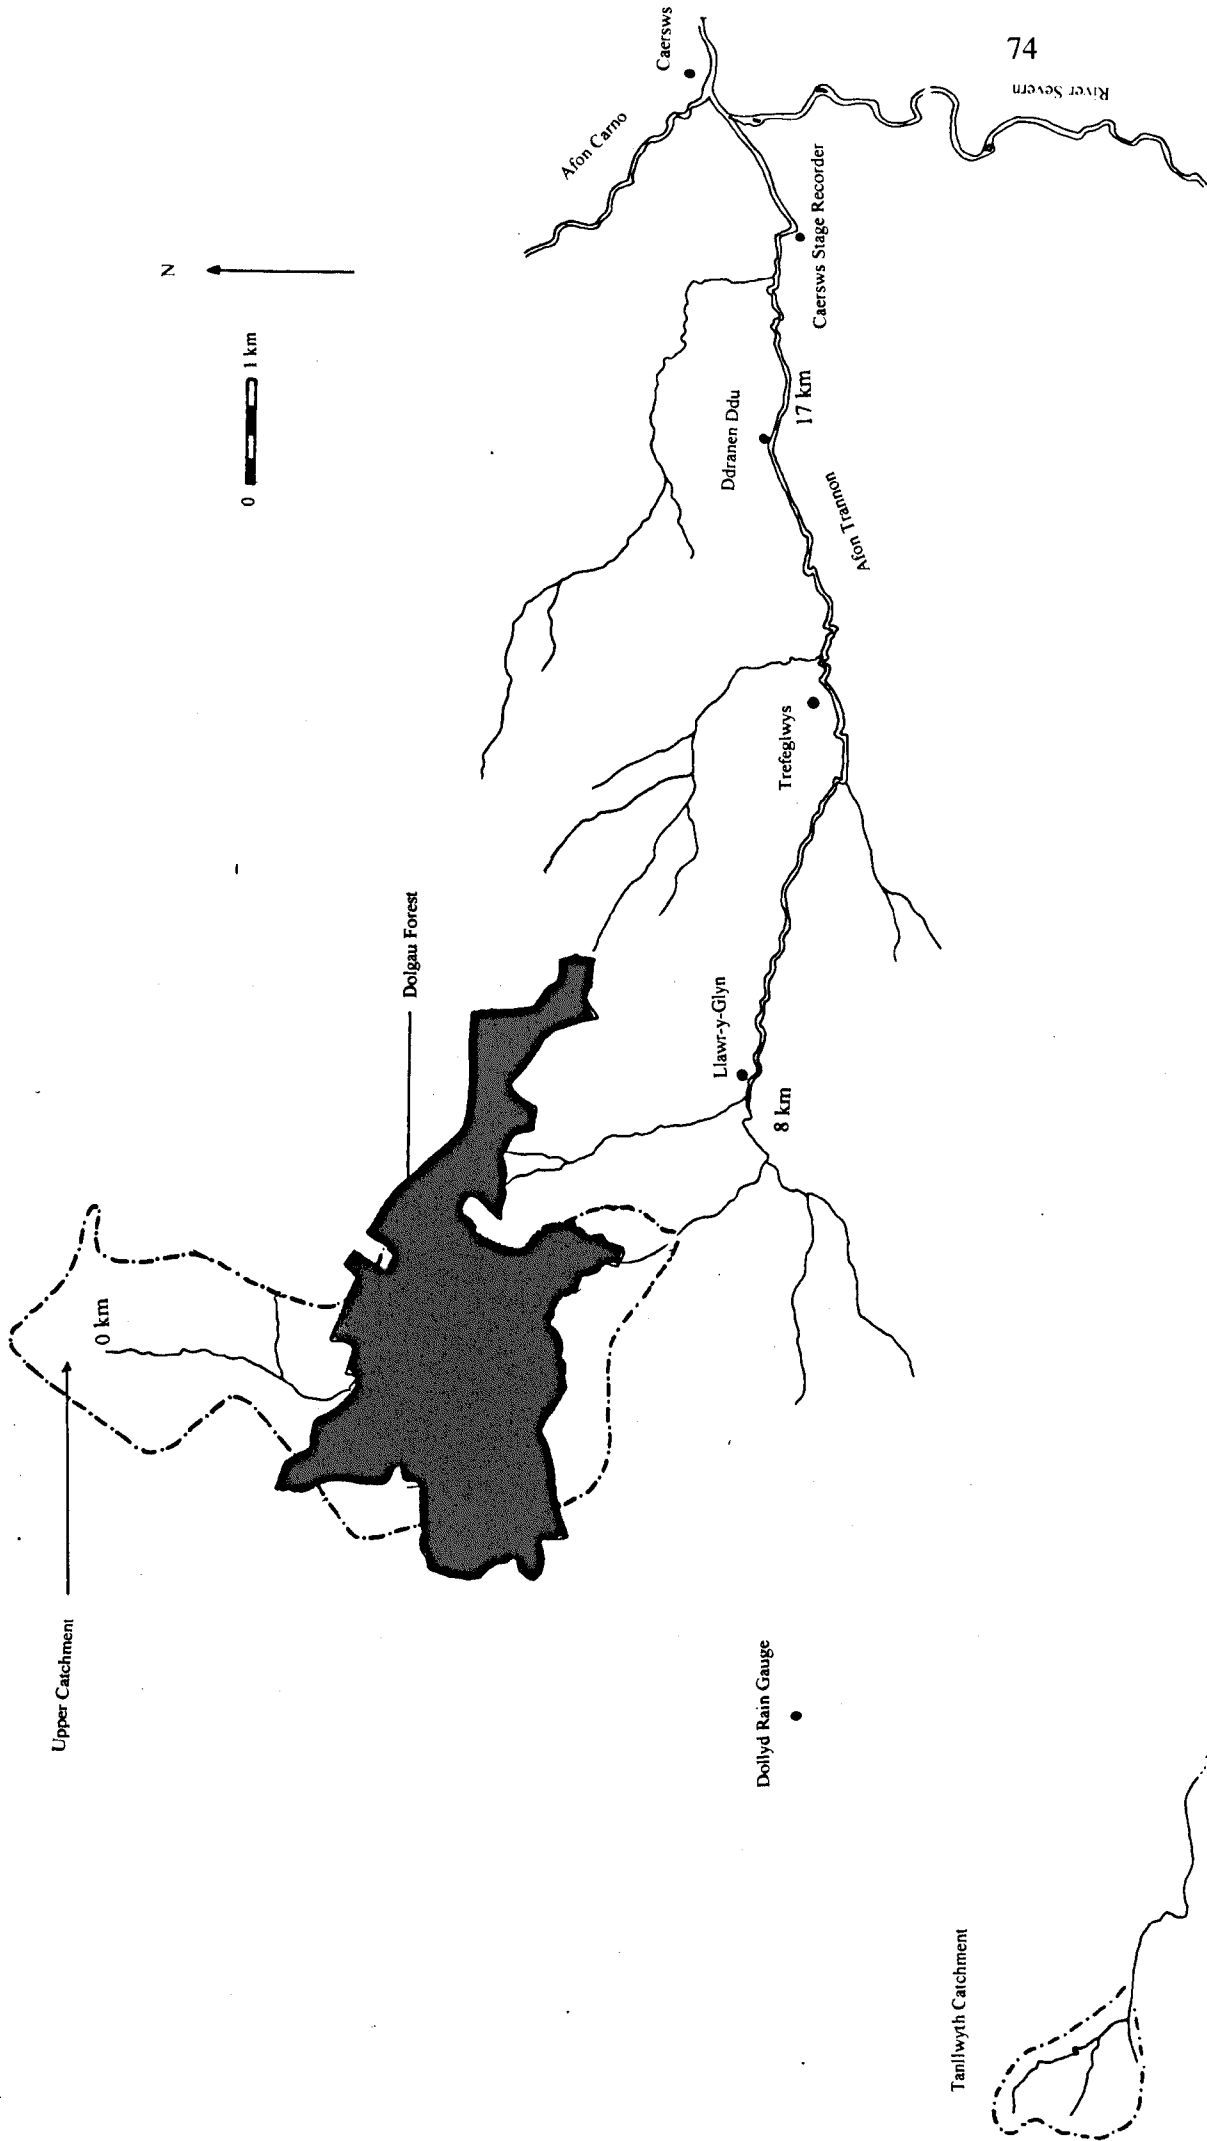 74
Upper Catchment
0 km
N
0
1 km
Dolgau Forest
Caersws
Afon Carno
River Severn
Caersws Stage Recorder
Ddranen Ddu
17 km
Afon Trannon
Trefeglwys
Llawr-y-Glyn
8 km
Dollyd Rain Gauge
Tanllwyth Catchment